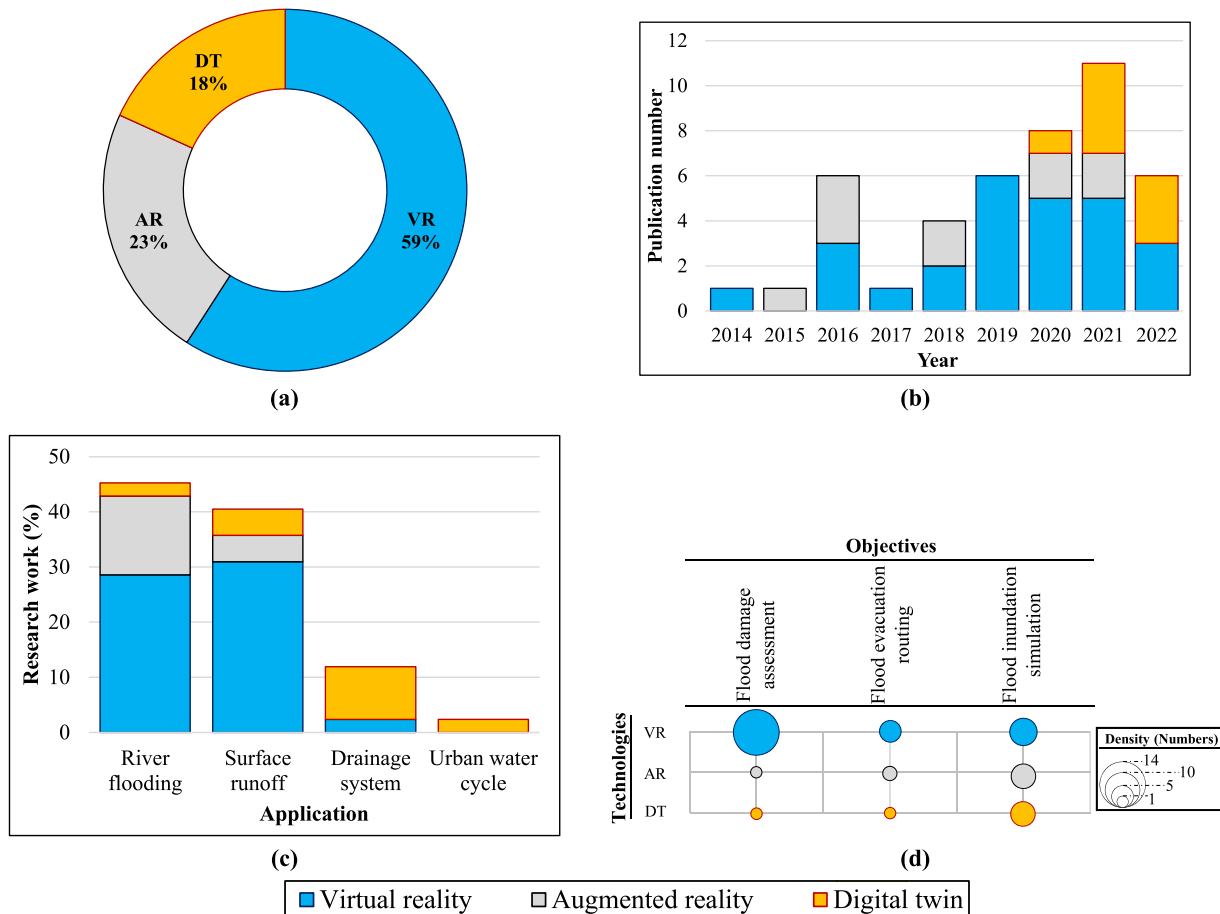 DT
18%
AR
23%
VR
59%
(a)
Publication number
12
10
8
6
4
2
0
2014 2015 2016 2017 2018 2019 2020 2021 2022
Year
(b)
Research work (%)
50
40
30
20
10
0
River flooding
Surface runoff
Drainage system
Urban water cycle
Application
(c)
Objectives
Flood damage assessment
Flood evacuation routing
Flood inundation simulation
Technologies
VR
AR
DT
Density (Numbers)
14
10
5
1
(d)
Virtual reality
Augmented reality
Digital twin